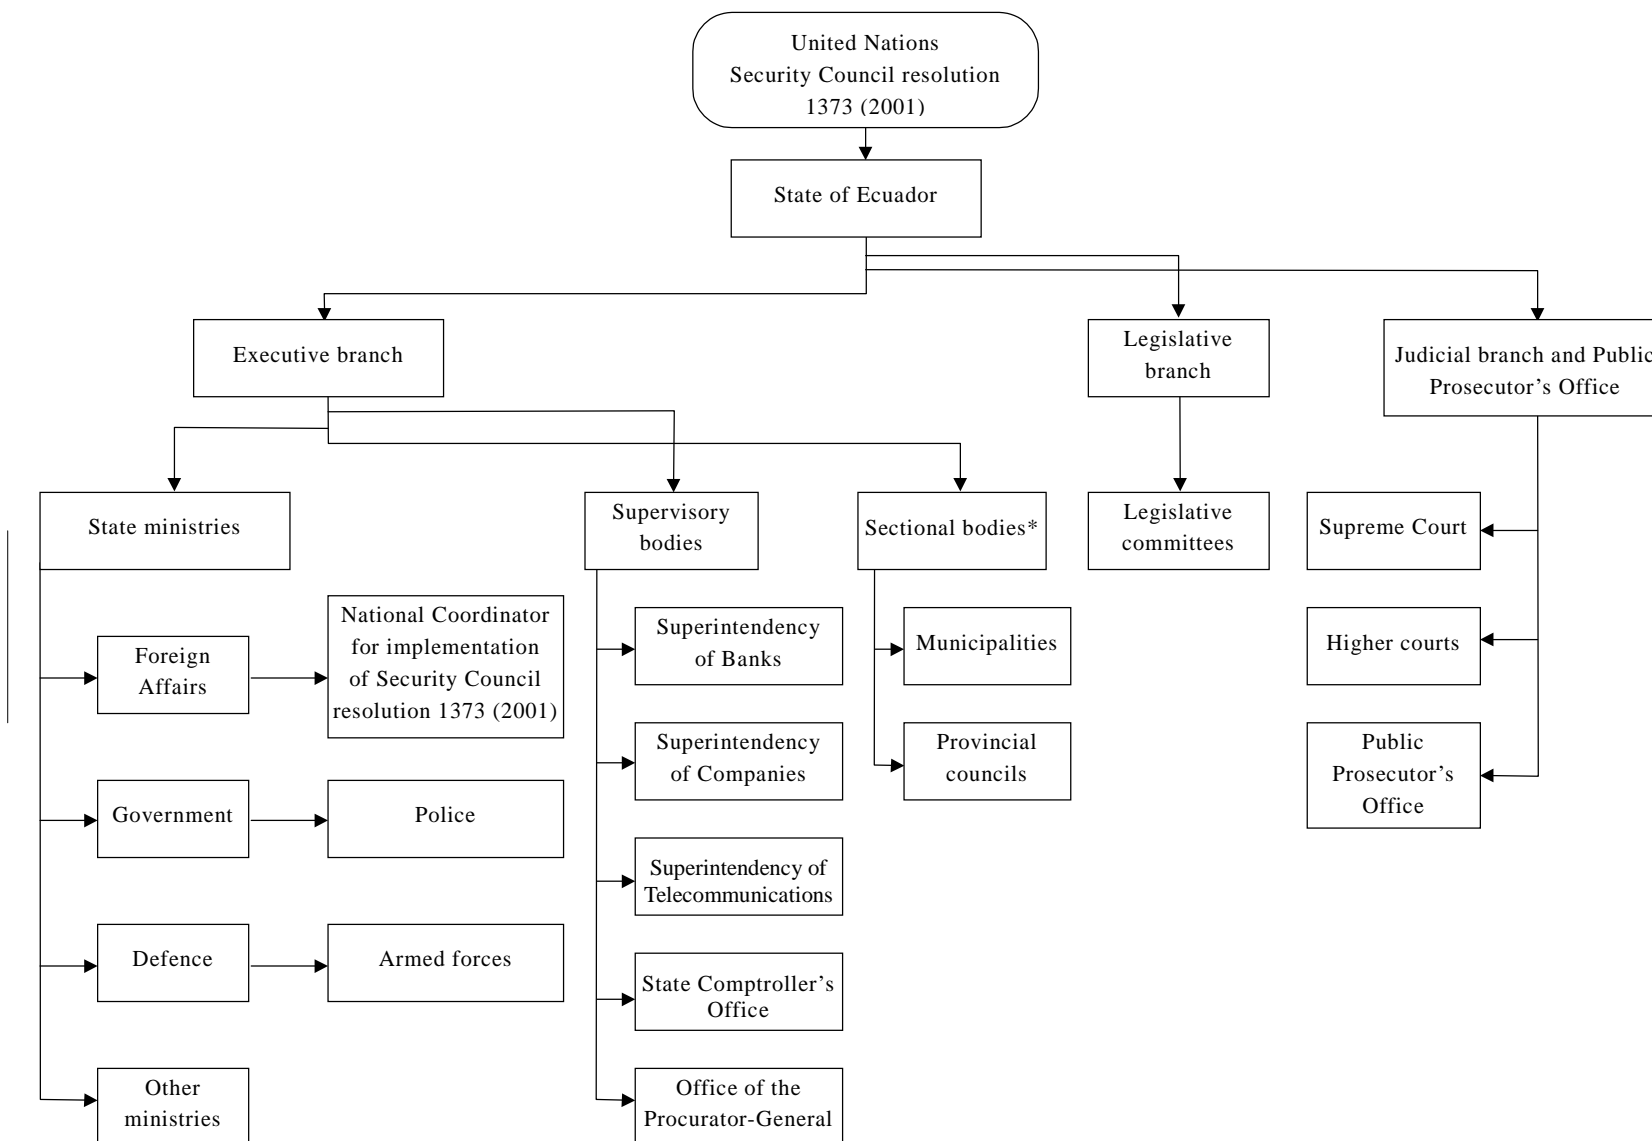 United Nations
Security Council resolution
1373 (2001)
State of Ecuador
Executive branch
Legislative
branch
Judicial branch and Public
Prosecutor’s Office
State ministries
Supervisory
bodies
Sectional bodies*
Legislative
committees
Supreme Court
Foreign
Affairs
National Coordinator
for implementation
of Security Council
resolution 1373 (2001)
Superintendency
of Banks
Municipalities
Higher courts
Superintendency
of Companies
Provincial
councils
Public
Prosecutor’s
Office
Government
Police
Superintendency of
Telecommunications
Defence
Armed forces
State Comptroller’s
Office
Other
ministries
Office of the
Procurator-General